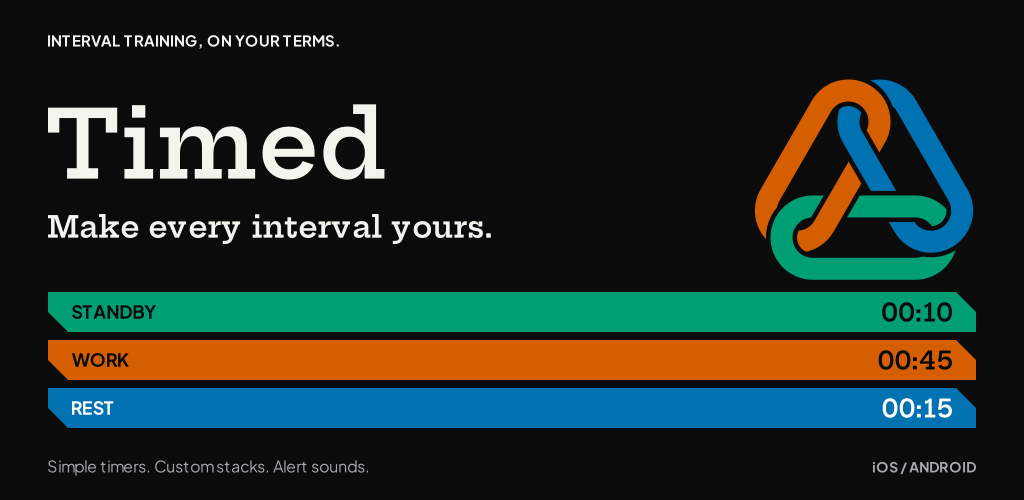 INTERVAL TRAINING, ON YOUR TERMS.
Timed
Make every interval yours.
STANDBY 00:10
WORK 00:45
REST 00:15
Simple timers. Custom stacks. Alert sounds.
iOS / ANDROID